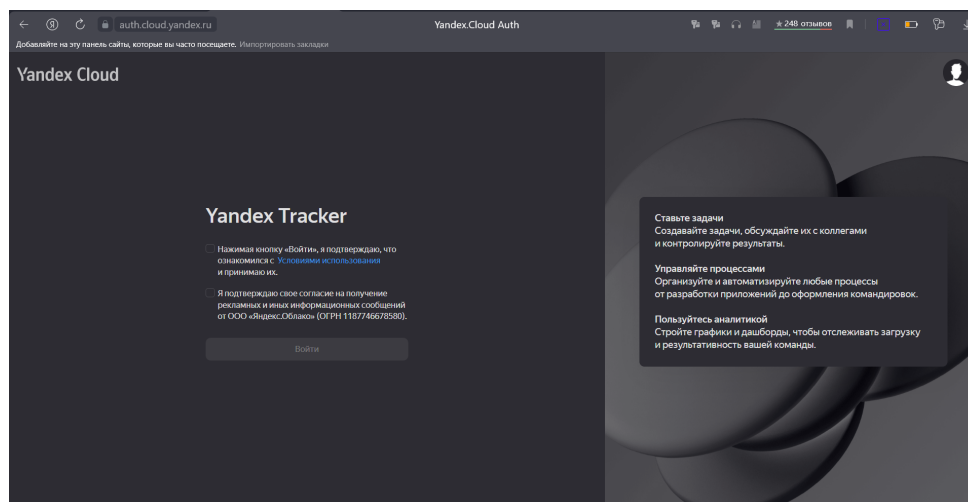 auth.cloud.yandex.ru
Yandex.Cloud Auth
★248 отзывов
Добавляйте на эту панель сайты, которые вы часто посещаете. Импортировать закладки
Yandex Cloud
Yandex Tracker
Нажимая кнопку «Войти», я подтверждаю, что
ознакомился с Условиями использования
и принимаю их.
Я подтверждаю свое согласие на получение
рекламных и иных информационных сообщений
от ООО «Яндекс.Облако» (ОГРН 1187746678580).
Войти
Ставьте задачи
Создавайте задачи, обсуждайте их с коллегами
и контролируйте результаты.
Управляйте процессами
Организуйте и автоматизируйте любые процессы
от разработки приложений до оформления командировок.
Пользуйтесь аналитикой
Стройте графики и дашборды, чтобы отслеживать загрузку
и результативность вашей команды.